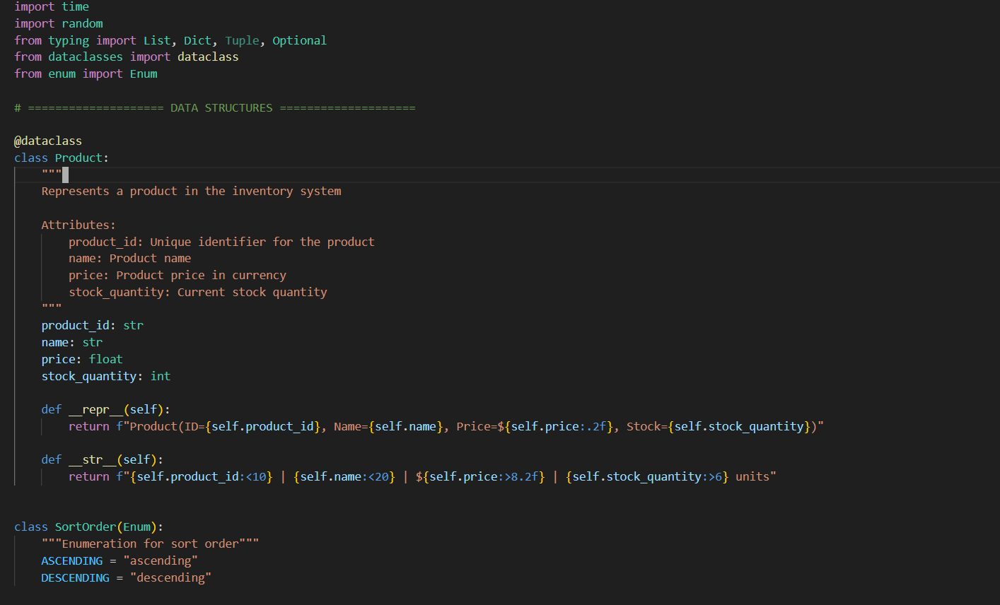 import time
import random
from typing import List, Dict, Tuple, Optional
from dataclasses import dataclass
from enum import Enum

# ==================== DATA STRUCTURES ====================

@dataclass
class Product:
    """
    Represents a product in the inventory system

    Attributes:
        product_id: Unique identifier for the product
        name: Product name
        price: Product price in currency
        stock_quantity: Current stock quantity
    """
    product_id: str
    name: str
    price: float
    stock_quantity: int

    def __repr__(self):
        return f"Product(ID={self.product_id}, Name={self.name}, Price=${self.price:.2f}, Stock={self.stock_quantity})"

    def __str__(self):
        return f"{self.product_id:<10} | {self.name:<20} | ${self.price:>8.2f} | {self.stock_quantity:>6} units"


class SortOrder(Enum):
    """Enumeration for sort order"""
    ASCENDING = "ascending"
    DESCENDING = "descending"